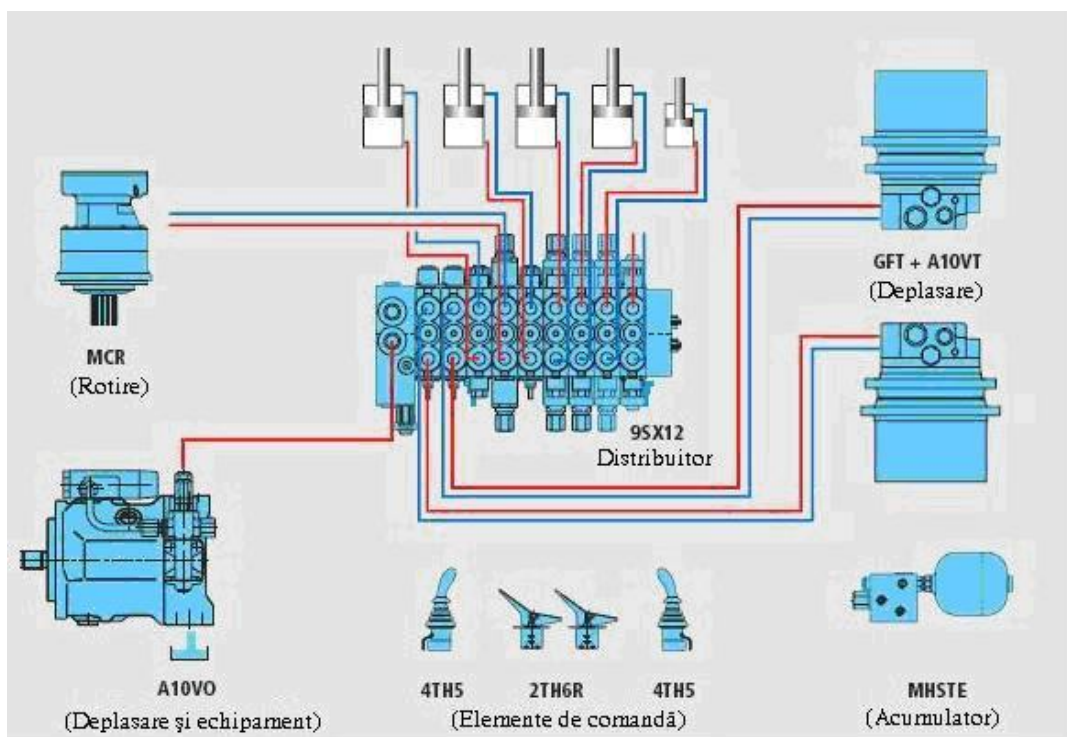 GFT + A10VT
(Deplasare)
MCR
(Rotire)
9SX12
Distribuitor
A10VO
(Deplasare şi echipament)
4TH5
2TH6R
4TH5
(Elemente de comandă)
MHSTE
(Acumulator)